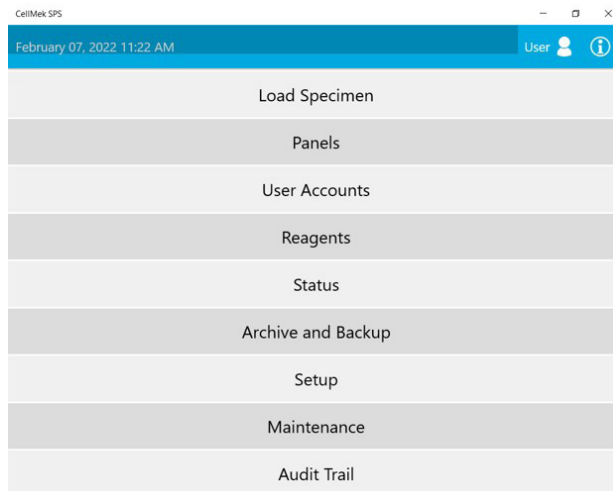 CellMek SPS
February 07, 2022 11:22 AM
User
Load Specimen
Panels
User Accounts
Reagents
Status
Archive and Backup
Setup
Maintenance
Audit Trail